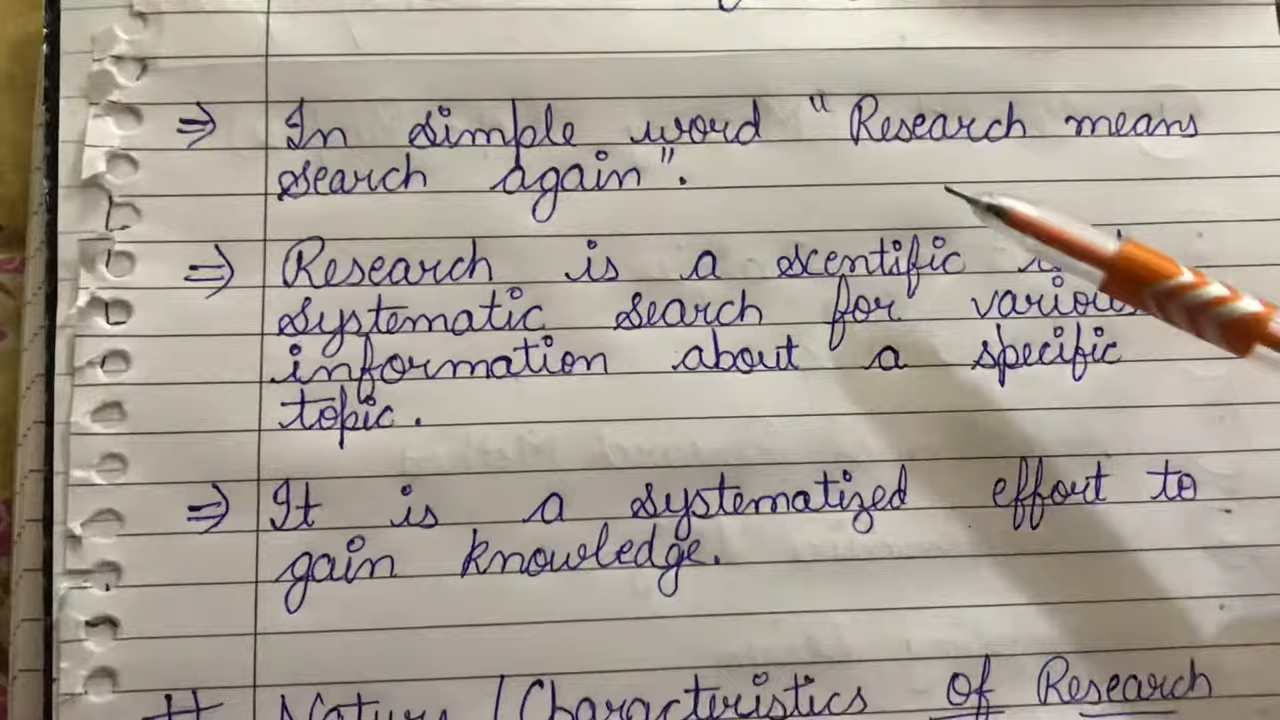 ⇒ In simple word "Research means
search again".
⇒ Research is a scentific
systematic search for
information about a specific
topic.
⇒ It is a systematized effort to
gain knowledge.
# Nature / Characteristics of Research